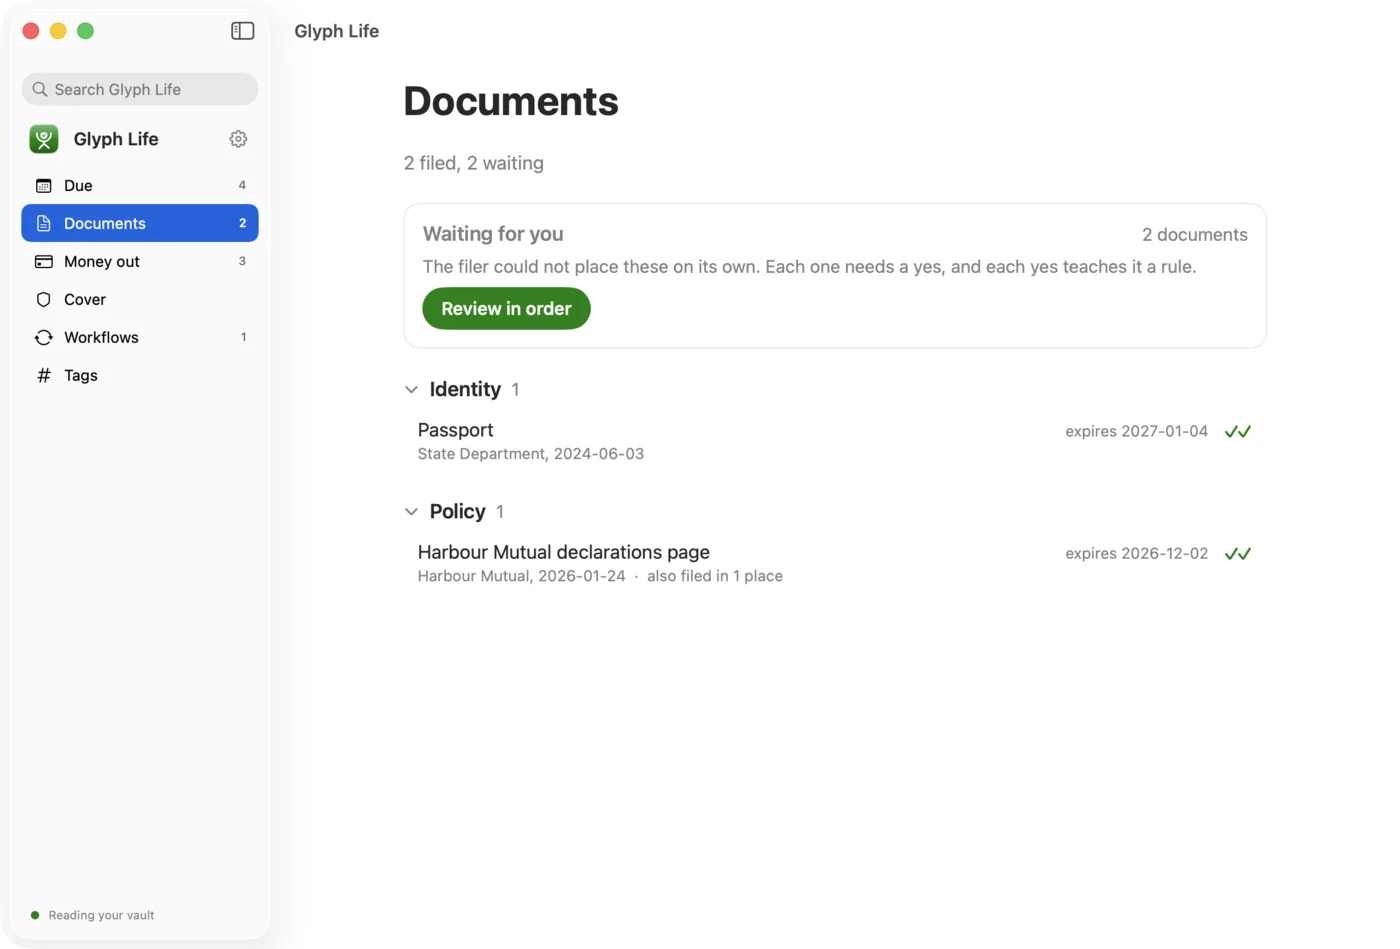 Glyph Life
Search Glyph Life
Glyph Life
Due 4
Documents 2
Money out 3
Cover
Workflows 1
Tags
Reading your vault
Documents
2 filed, 2 waiting
Waiting for you 2 documents
The filer could not place these on its own. Each one needs a yes, and each yes teaches it a rule.
Review in order
Identity 1
Passport expires 2027-01-04
State Department, 2024-06-03
Policy 1
Harbour Mutual declarations page expires 2026-12-02
Harbour Mutual, 2026-01-24 · also filed in 1 place